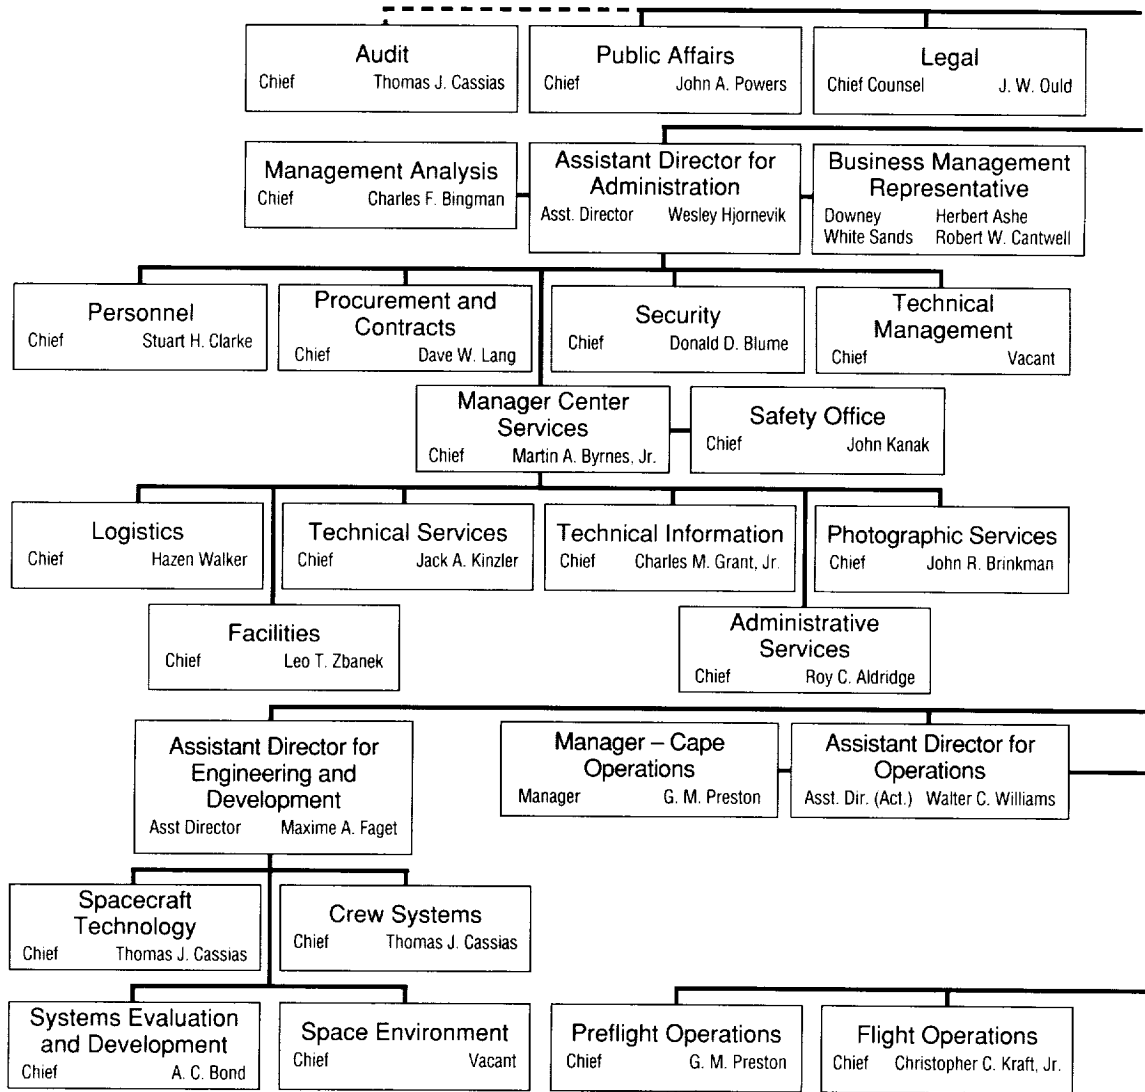 Audit
Chief Thomas J. Cassias
Public Affairs
Chief John A. Powers
Legal
Chief Counsel J. W. Ould
Management Analysis
Chief Charles F. Bingman
Assistant Director for
Administration
Asst. Director Wesley Hjornevik
Business Management
Representative
Downey Herbert Ashe
White Sands Robert W. Cantwell
Personnel
Chief Stuart H. Clarke
Procurement and
Contracts
Chief Dave W. Lang
Security
Chief Donald D. Blume
Technical
Management
Chief Vacant
Manager Center
Services
Chief Martin A. Byrnes, Jr.
Safety Office
Chief John Kanak
Logistics
Chief Hazen Walker
Technical Services
Chief Jack A. Kinzler
Technical Information
Chief Charles M. Grant, Jr.
Photographic Services
Chief John R. Brinkman
Facilities
Chief Leo T. Zbanek
Administrative
Services
Chief Roy C. Aldridge
Assistant Director for
Engineering and
Development
Asst Director Maxime A. Faget
Manager – Cape
Operations
Manager G. M. Preston
Assistant Director for
Operations
Asst. Dir. (Act.) Walter C. Williams
Spacecraft
Technology
Chief Thomas J. Cassias
Crew Systems
Chief Thomas J. Cassias
Systems Evaluation
and Development
Chief A. C. Bond
Space Environment
Chief Vacant
Preflight Operations
Chief G. M. Preston
Flight Operations
Chief Christopher C. Kraft, Jr.